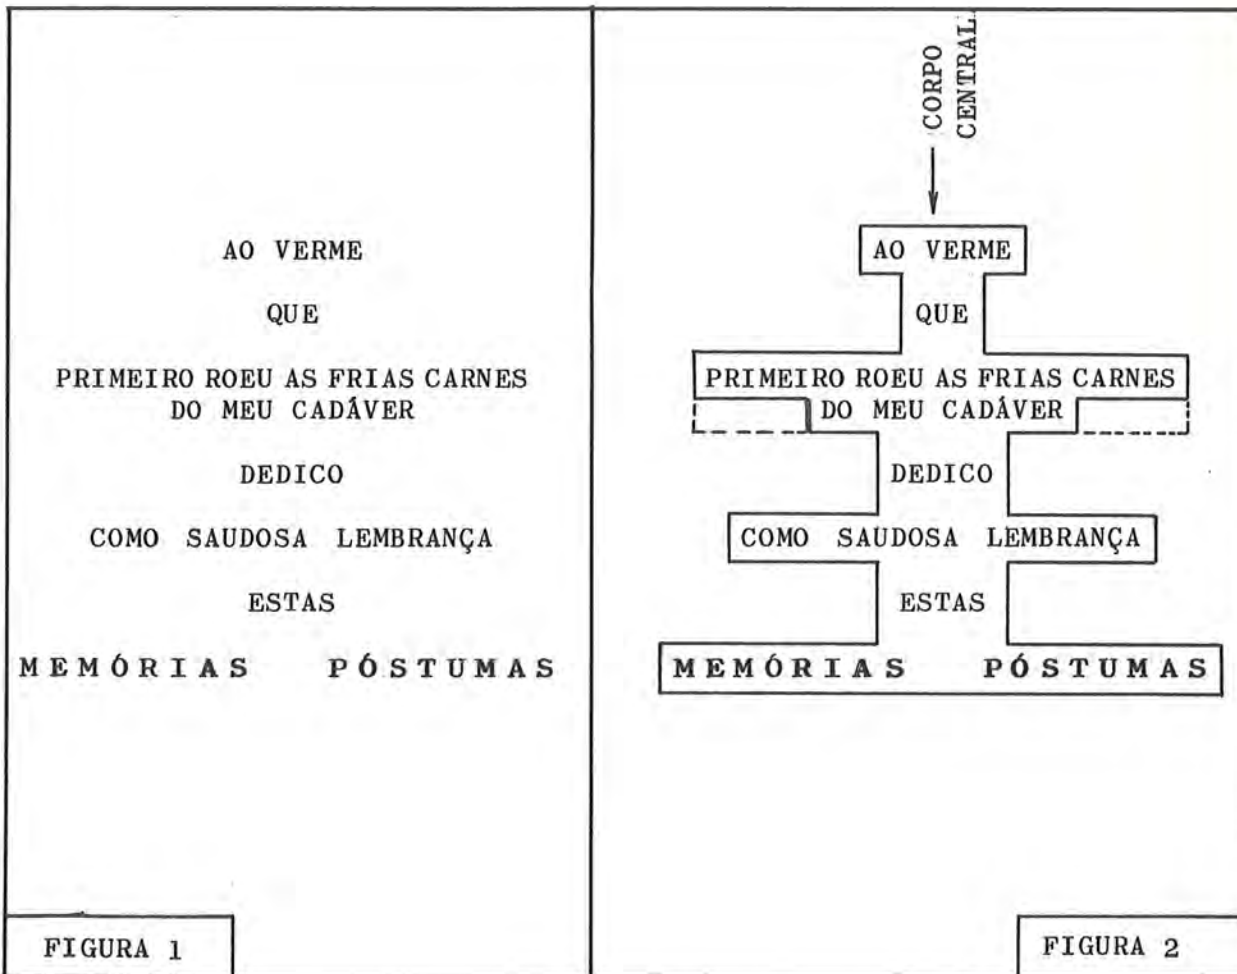 AO VERME
QUE
PRIMEIRO ROEU AS FRIAS CARNES
DO MEU CADÁVER
DEDICO
COMO SAUDOSA LEMBRANÇA
ESTAS
MEMÓRIAS PÓSTUMAS
FIGURA 1
CORPO
CENTRAL
AO VERME
QUE
PRIMEIRO ROEU AS FRIAS CARNES
DO MEU CADÁVER
DEDICO
COMO SAUDOSA LEMBRANÇA
ESTAS
MEMÓRIAS PÓSTUMAS
FIGURA 2